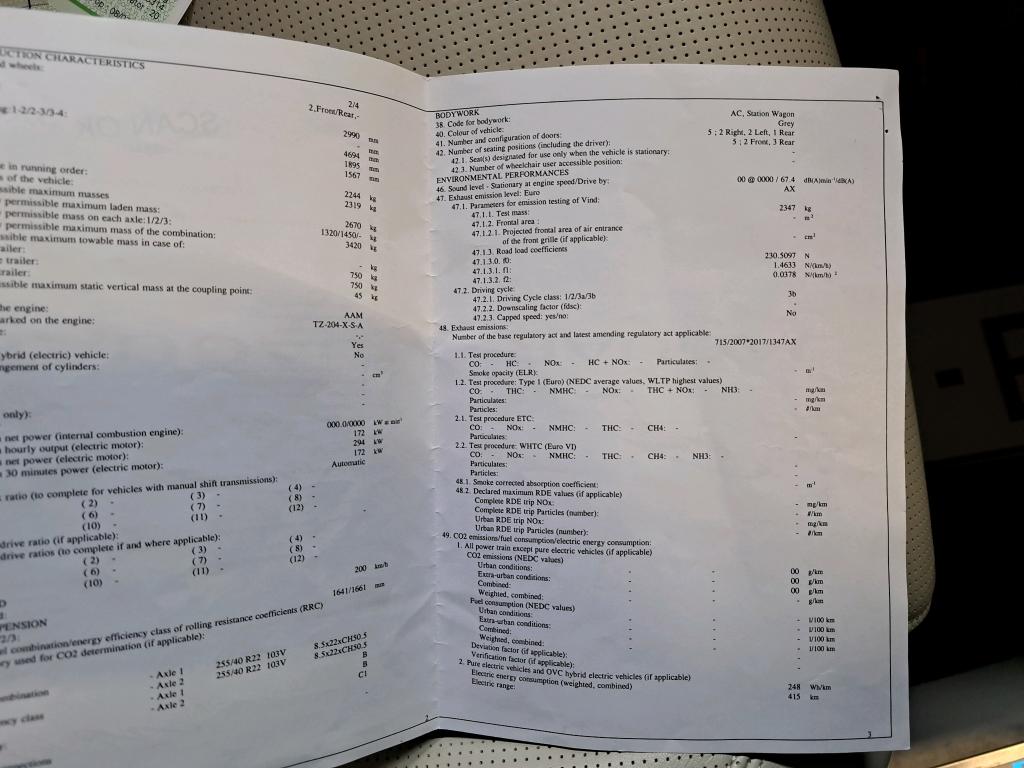 UCTION CHARACTERISTICS
d wheels:
2/4
2,Front/Rear,-
g:1-2/2-3/3-4:
2990 mm
-
4694 mm
1895 mm
1567 mm
e in running order:
s of the vehicle:
2244 kg
ssible maximum masses
2319 kg
permissible maximum laden mass:
permissible mass on each axle:1/2/3:
2670 kg
permissible maximum mass of the combination:
1320/1450/- kg
ssible maximum towable mass in case of:
3420 kg
ailer:
e trailer:
- kg
railer:
750 kg
ssible maximum static vertical mass at the coupling point:
750 kg
45 kg
he engine:
AAM
arked on the engine:
TZ-204-X-S-A
e:
-,-
Yes
ybrid (electric) vehicle:
No
ngement of cylinders:
-
- cm³
only):
net power (internal combustion engine):
000.0/0000 kW at min⁻¹
hourly output (electric motor):
172 kW
net power (electric motor):
294 kW
30 minutes power (electric motor):
172 kW
Automatic
ratio (to complete for vehicles with manual shift transmissions):
( 2) - ( 3) - ( 4) -
( 6) - ( 7) - ( 8) -
(10) - (11) - (12) -
drive ratio (if applicable):
-
drive ratios (to complete if and where applicable):
( 2) - ( 3) - ( 4) -
( 6) - ( 7) - ( 8) -
(10) - (11) - (12) -
200 km/h
1641/1661 mm
PENSION
2/3:
combination/energy efficiency class of rolling resistance coefficients (RRC)
ry used for CO2 determination (if applicable):
- Axle 1 255/40 R22 103V 8.5x22xCH50.5
- Axle 2 255/40 R22 103V 8.5x22xCH50.5
- Axle 1 B
- Axle 2 B
C1
ombination
ncy class
-
2
BODYWORK
38. Code for bodywork: AC, Station Wagon
40. Colour of vehicle: Grey
41. Number and configuration of doors: 5 ; 2 Right, 2 Left, 1 Rear
42. Number of seating positions (including the driver): 5 ; 2 Front, 3 Rear
42.1. Seat(s) designated for use only when the vehicle is stationary: -
42.3. Number of wheelchair user accessible position: -
ENVIRONMENTAL PERFORMANCES
46. Sound level - Stationary at engine speed/Drive by: 00 @ 0000 / 67.4 dB(A)min⁻¹/dB(A)
47. Exhaust emission level: Euro AX
47.1. Parameters for emission testing of Vind:
47.1.1. Test mass: 2347 kg
47.1.2. Frontal area : - m²
47.1.2.1. Projected frontal area of air entrance
of the front grille (if applicable): - cm²
47.1.3. Road load coefficients
47.1.3.0. f0: 230.5097 N
47.1.3.1. f1: 1.4633 N/(km/h)
47.1.3.2. f2: 0.0378 N/(km/h) ²
47.2. Driving cycle:
47.2.1. Driving Cycle class: 1/2/3a/3b 3b
47.2.2. Downscaling factor (fdsc): -
47.2.3. Capped speed: yes/no: No
48. Exhaust emissions:
Number of the base regulatory act and latest amending regulatory act applicable:
715/2007*2017/1347AX
1.1. Test procedure:
CO: - HC: - NOx: - HC + NOx: - Particulates: -
Smoke opacity (ELR): - m⁻¹
1.2. Test procedure: Type 1 (Euro) (NEDC average values, WLTP highest values)
CO: - THC: - NMHC: - NOx: - THC + NOx: - NH3: - mg/km
Particulates: - mg/km
Particles: - #/km
2.1. Test procedure ETC:
CO: - NOx: - NMHC: - THC: - CH4: -
Particulates: -
2.2. Test procedure: WHTC (Euro VI)
CO: - NOx: - NMHC: - THC: - CH4: - NH3: -
Particulates: -
Particles: -
48.1. Smoke corrected absorption coefficient: - m⁻¹
48.2. Declared maximum RDE values (if applicable)
Complete RDE trip NOx: - mg/km
Complete RDE trip Particles (number): - #/km
Urban RDE trip NOx: - mg/km
Urban RDE trip Particles (number): - #/km
49. CO2 emissions/fuel consumption/electric energy consumption:
1. All power train except pure electric vehicles (if applicable)
CO2 emissions (NEDC values)
Urban conditions: - - 00 g/km
Extra-urban conditions: - - 00 g/km
Combined: - - 00 g/km
Weighted, combined: - - - g/km
Fuel consumption (NEDC values)
Urban conditions: - - - l/100 km
Extra-urban conditions: - - - l/100 km
Combined: - - - l/100 km
Weighted, combined: - - - l/100 km
Deviation factor (if applicable): -
Verification factor (if applicable): -
2. Pure electric vehicles and OVC hybrid electric vehicles (if applicable)
Electric energy consumption (weighted, combined) 248 Wh/km
Electric range: 415 km
3